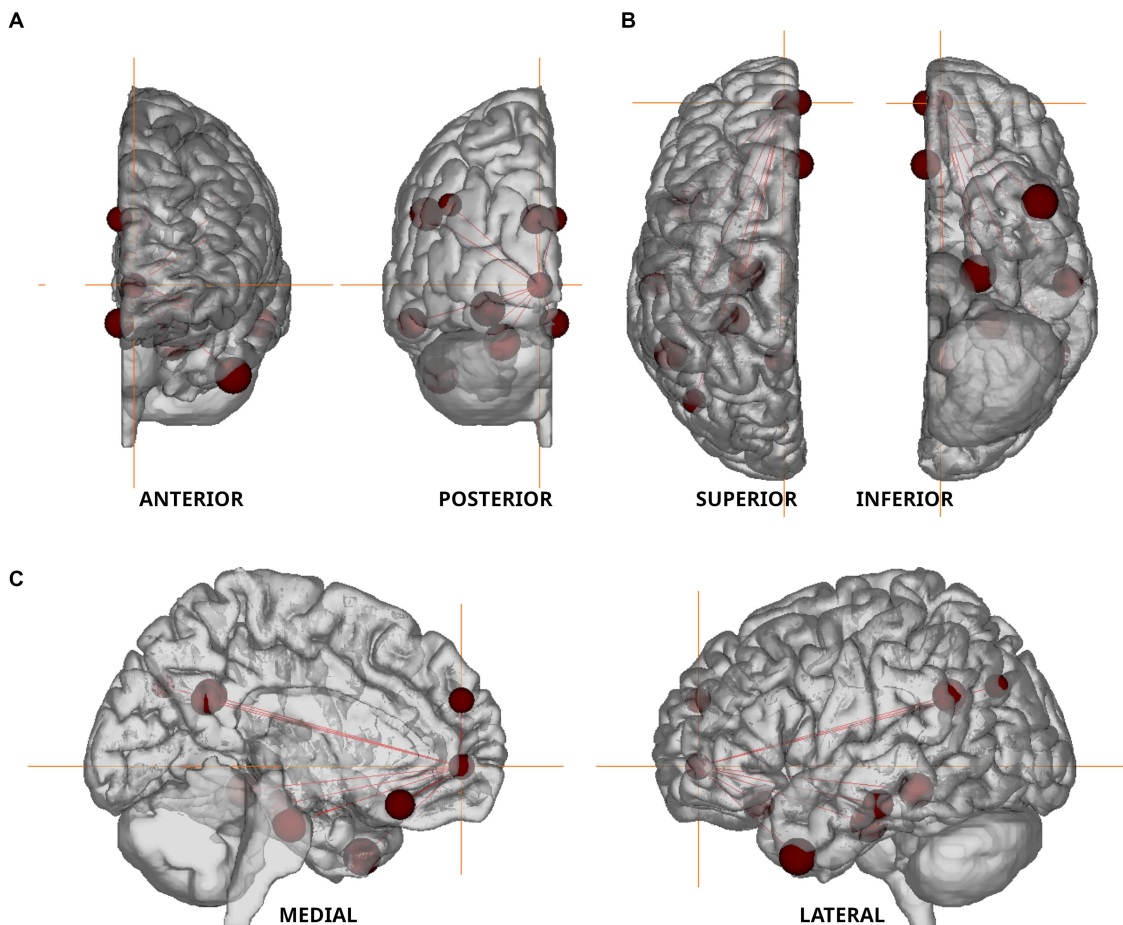 A
B
ANTERIOR
POSTERIOR
SUPERIOR
INFERIOR
C
MEDIAL
LATERAL